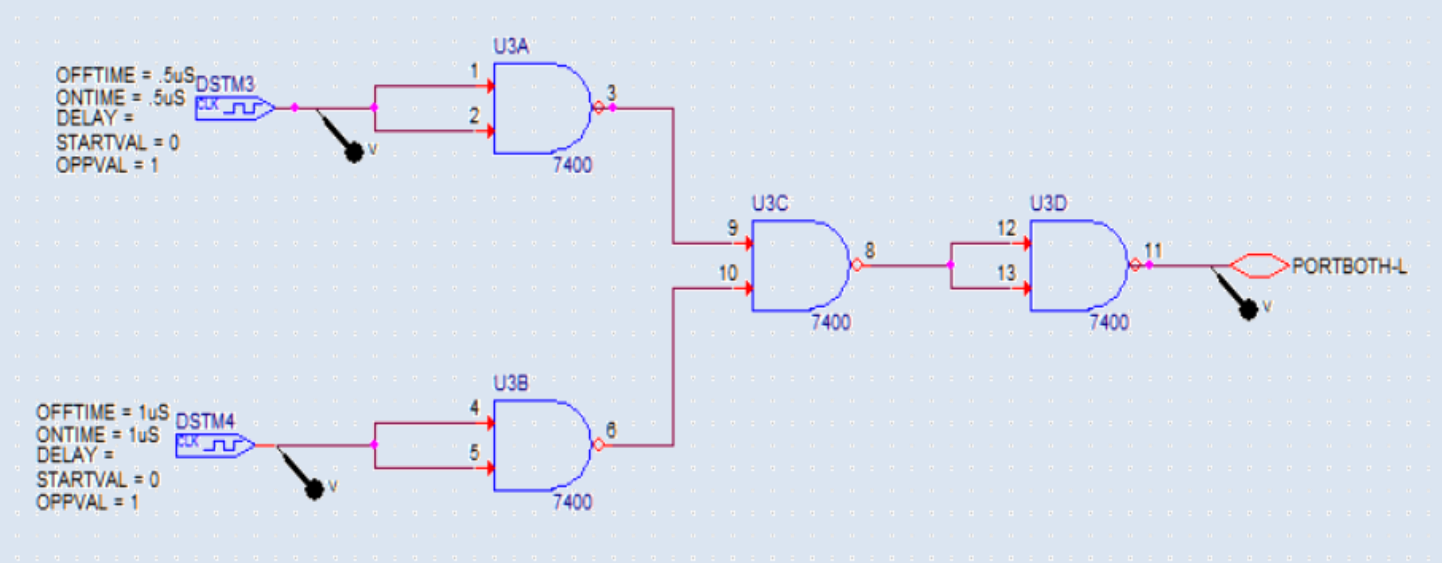 U3A
OFFTIME = .5uS
DSTM3
ONTIME = .5uS
CLK
DELAY =
STARTVAL = 0
OPPVAL = 1
1
2
3
V
7400
U3C
9
10
8
7400
U3D
12
13
11
7400
PORTBOTH-L
V
U3B
OFFTIME = 1uS
DSTM4
ONTIME = 1uS
CLK
DELAY =
STARTVAL = 0
OPPVAL = 1
4
5
6
V
7400